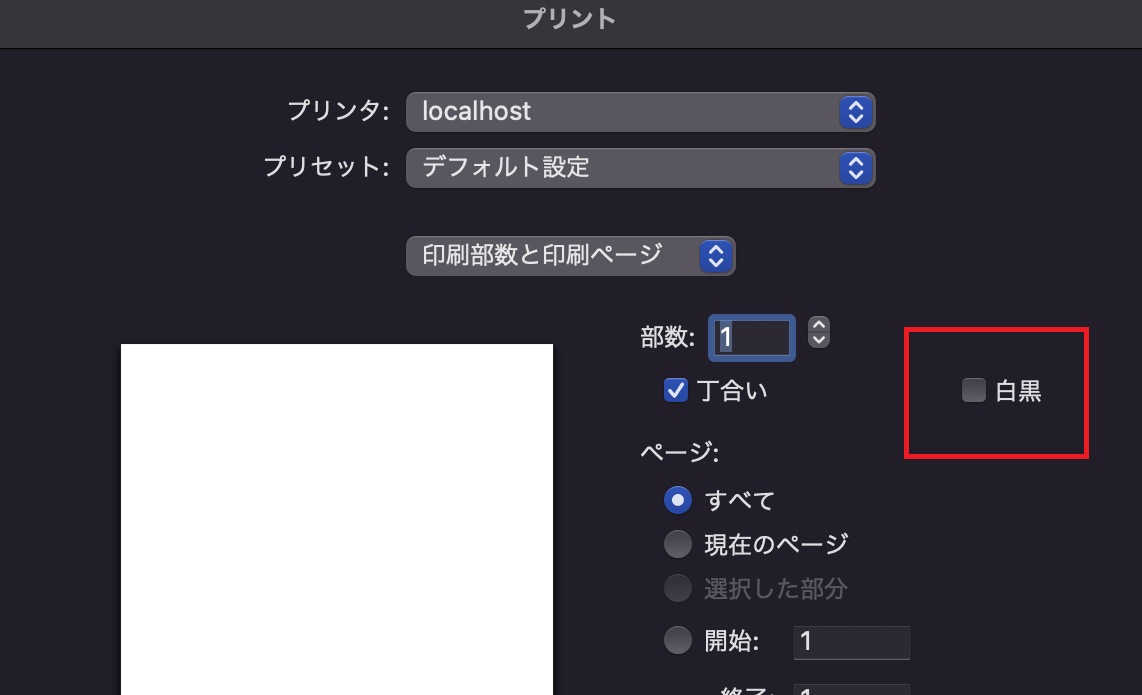 プリント
プリンタ: localhost
プリセット: デフォルト設定
印刷部数と印刷ページ
部数: 1
丁合い 白黒
ページ:
すべて
現在のページ
選択した部分
開始: 1
終了: 1